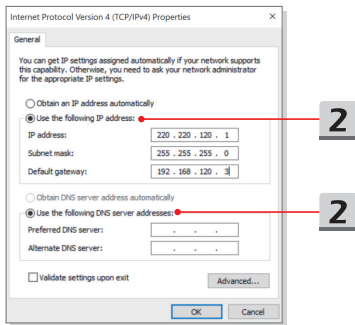 Internet Protocol Version 4 (TCP/IPv4) Properties
General
You can get IP settings assigned automatically if your network supports
this capability. Otherwise, you need to ask your network administrator
for the appropriate IP settings.
Obtain an IP address automatically
Use the following IP address:
2
IP address: 220 . 220 . 120 . 1
Subnet mask: 255 . 255 . 255 . 0
Default gateway: 192 . 168 . 120 . 3
Obtain DNS server address automatically
Use the following DNS server addresses:
2
Preferred DNS server: . . .
Alternate DNS server: . . .
Validate settings upon exit
Advanced...
OK Cancel